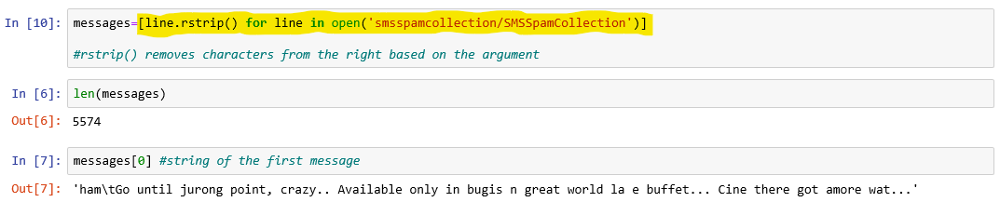 In [10]: messages=[line.rstrip() for line in open('smsspamcollection/SMSSpamCollection')]
#rstrip() removes characters from the right based on the argument
In [6]: len(messages)
Out[6]: 5574
In [7]: messages[0] #string of the first message
Out[7]: 'ham\tGo until jurong point, crazy.. Available only in bugis n great world la e buffet... Cine there got amore wat...'